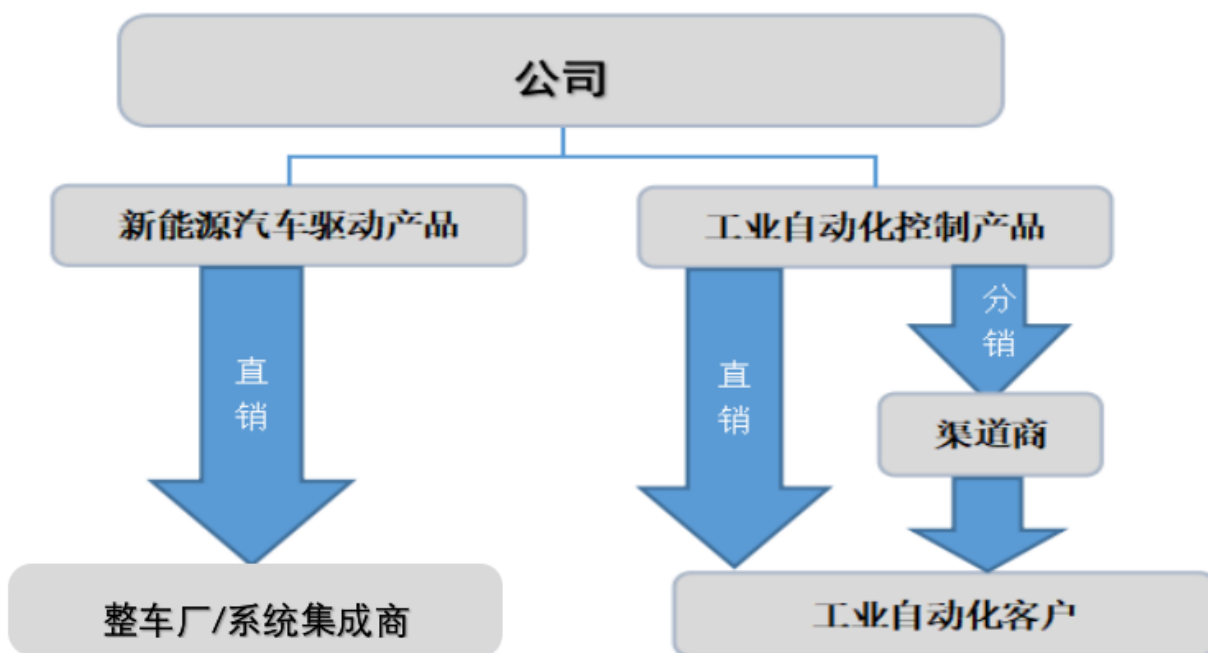 公司
新能源汽车驱动产品
工业自动化控制产品
直
销
直
销
分
销
渠道商
整车厂/系统集成商
工业自动化客户